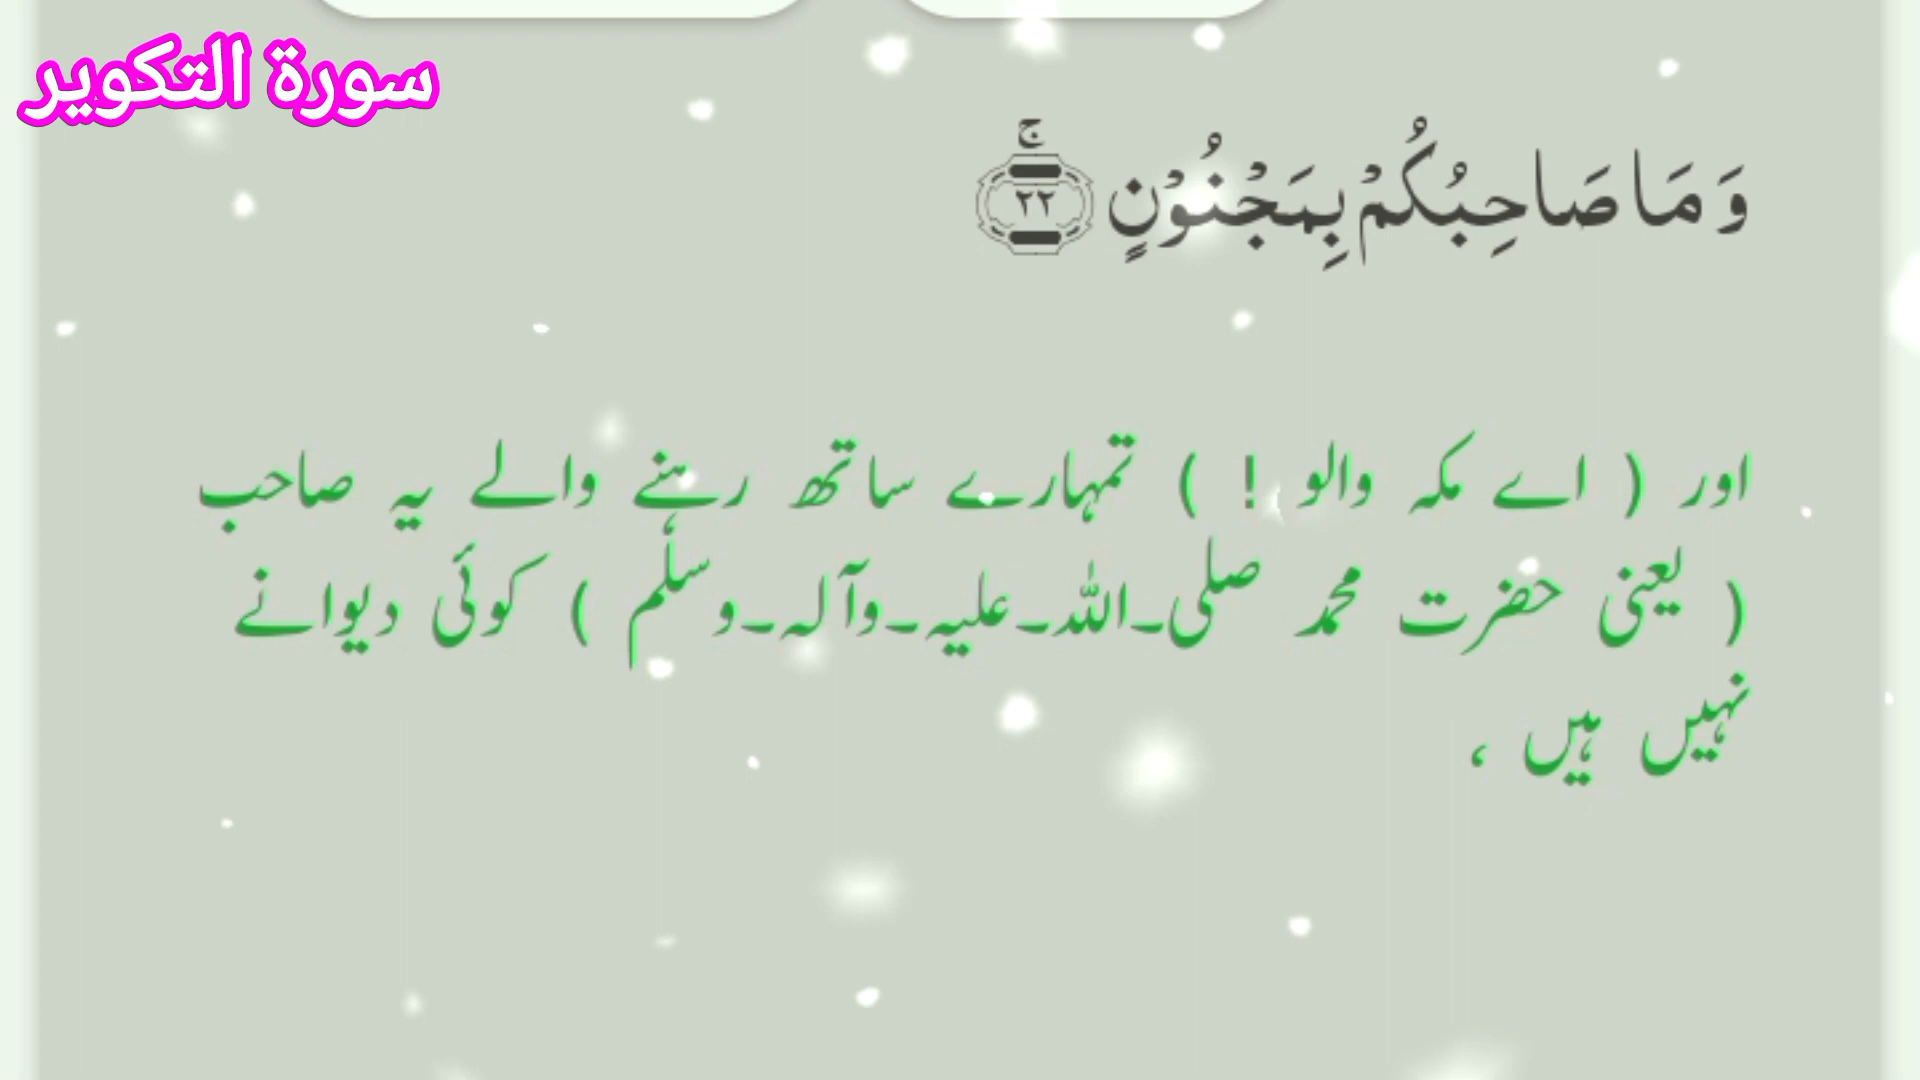 سورة التكوير
وَمَا صَاحِبُكُمْ بِمَجْنُوْنٍ ۚ ﴿٢٢﴾
اور ( اے مکہ والو ! ) تمہارے ساتھ رہنے والے یہ صاحب
( یعنی حضرت محمد صلی۔اللہ۔علیہ۔وآلہ۔وسلم ) کوئی دیوانے
نہیں ہیں ،